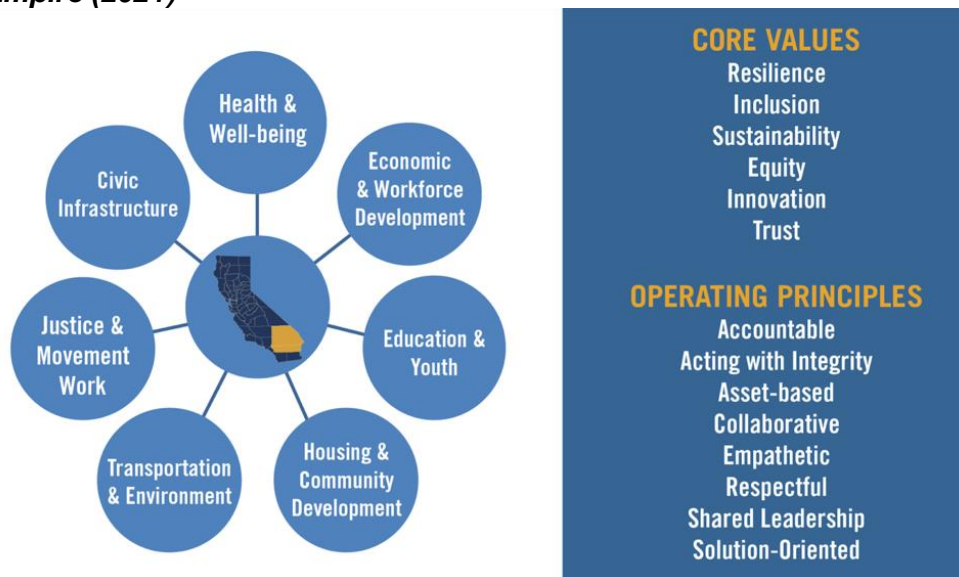 Health &
Well-being
Economic
& Workforce
Development
Education &
Youth
Housing &
Community
Development
Transportation
& Environment
Justice &
Movement
Work
Civic
Infrastructure
CORE VALUES
Resilience
Inclusion
Sustainability
Equity
Innovation
Trust
OPERATING PRINCIPLES
Accountable
Acting with Integrity
Asset-based
Collaborative
Empathetic
Respectful
Shared Leadership
Solution-Oriented